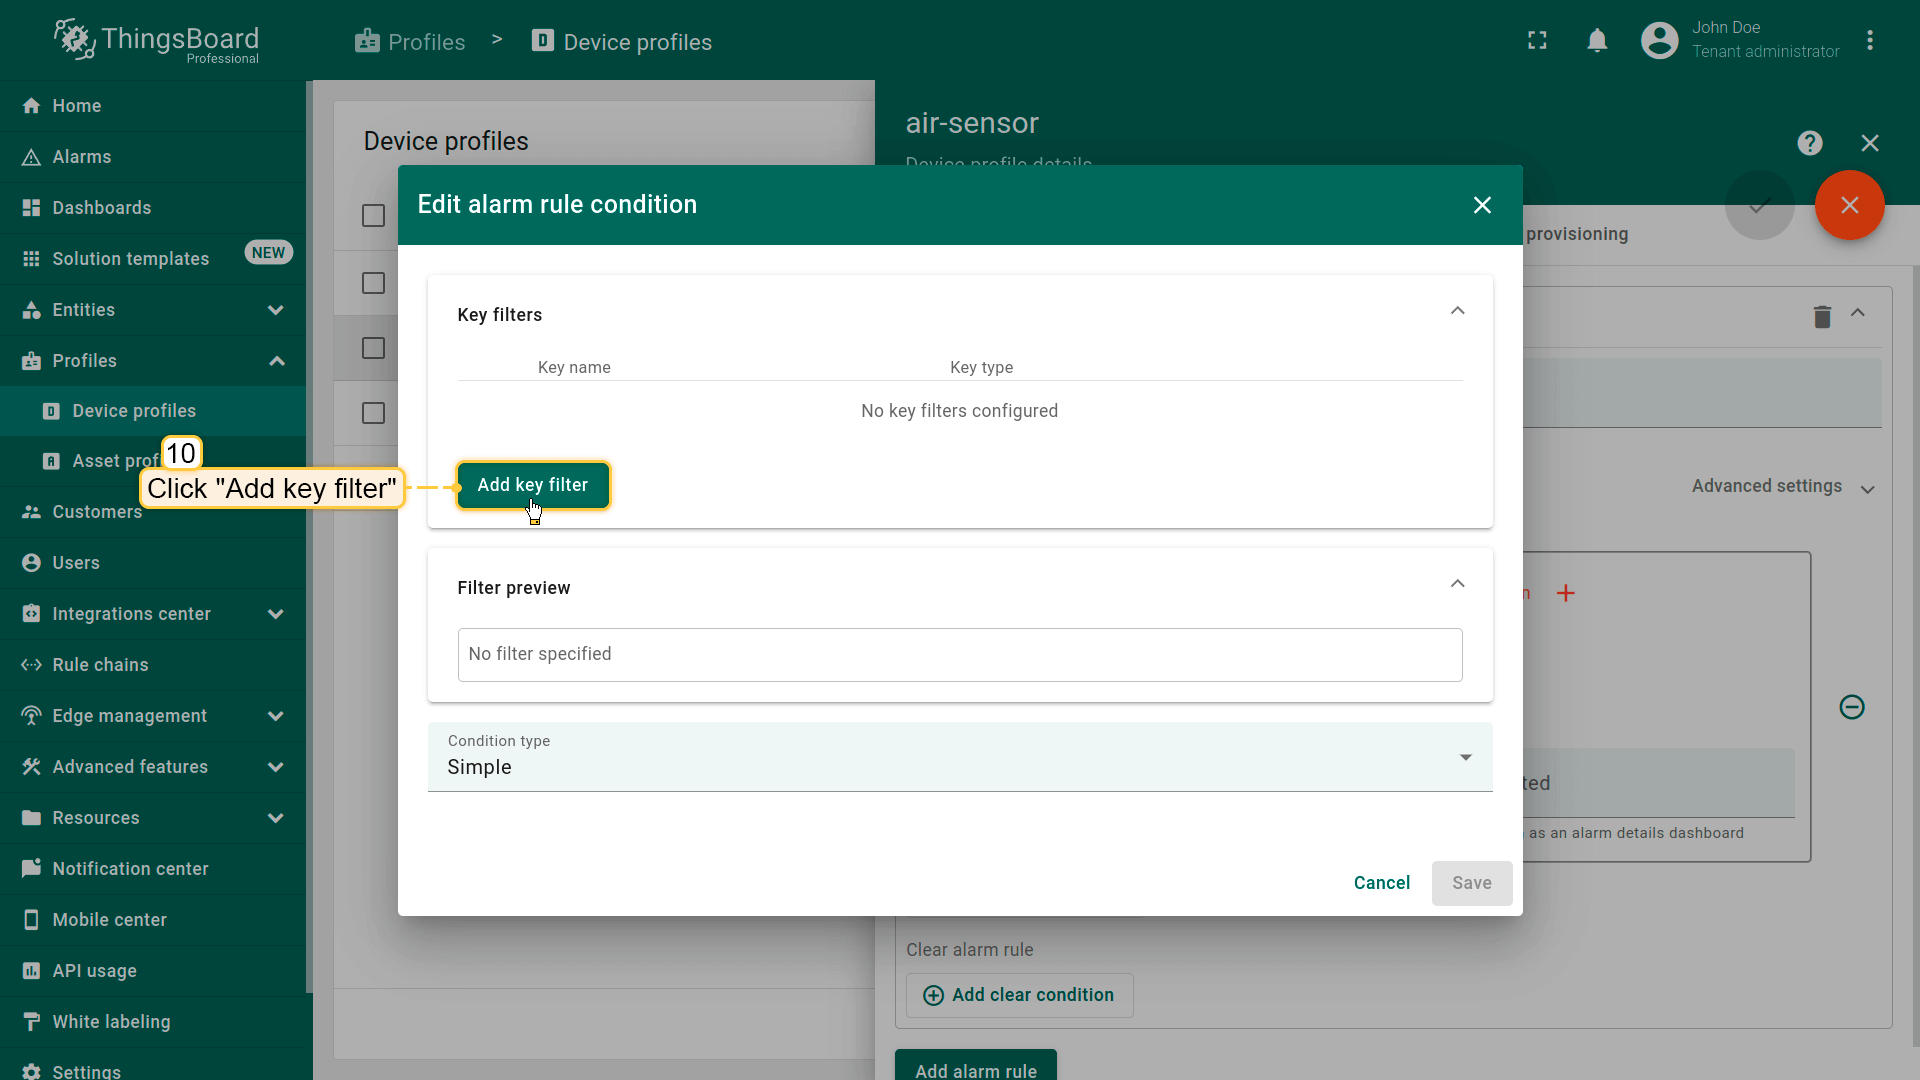 ThingsBoard
Professional
Profiles > Device profiles
John Doe
Tenant administrator
Home
Alarms
Dashboards
Solution templates NEW
Entities
Profiles
Device profiles
Asset prof
Customers
Users
Integrations center
Rule chains
Edge management
Advanced features
Resources
Notification center
Mobile center
API usage
White labeling
Settings
10
Click "Add key filter"
Device profiles
air-sensor
Device profile details
provisioning
Advanced settings
as an alarm details dashboard
Clear alarm rule
Add clear condition
Add alarm rule
Edit alarm rule condition
Key filters
Key name Key type
No key filters configured
Add key filter
Filter preview
No filter specified
Condition type
Simple
Cancel Save